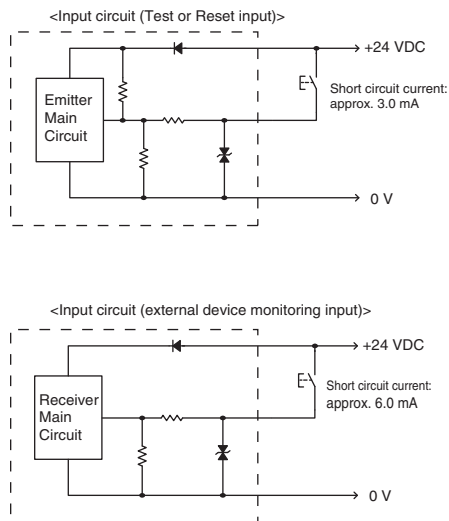 <Input circuit (Test or Reset input)>
+24 VDC
Short circuit current:
approx. 3.0 mA
Emitter
Main
Circuit
0 V
<Input circuit (external device monitoring input)>
+24 VDC
Short circuit current:
approx. 6.0 mA
Receiver
Main
Circuit
0 V